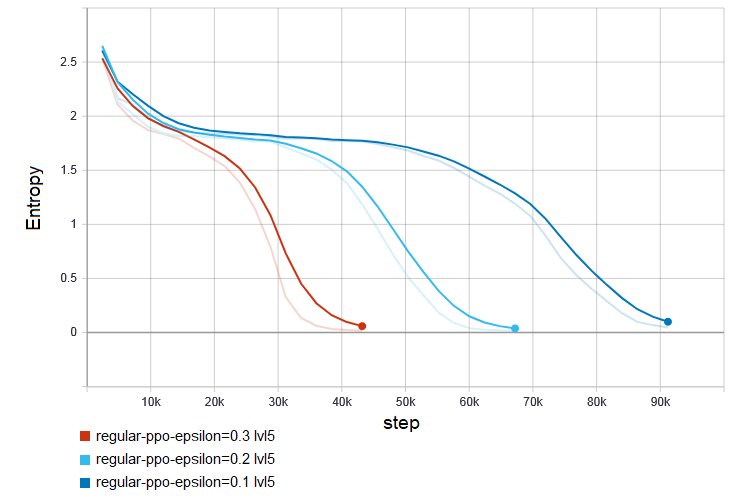 Entropy
2.5
2
1.5
1
0.5
0
10k 20k 30k 40k 50k 60k 70k 80k 90k
step
regular-ppo-epsilon=0.3 lvl5
regular-ppo-epsilon=0.2 lvl5
regular-ppo-epsilon=0.1 lvl5